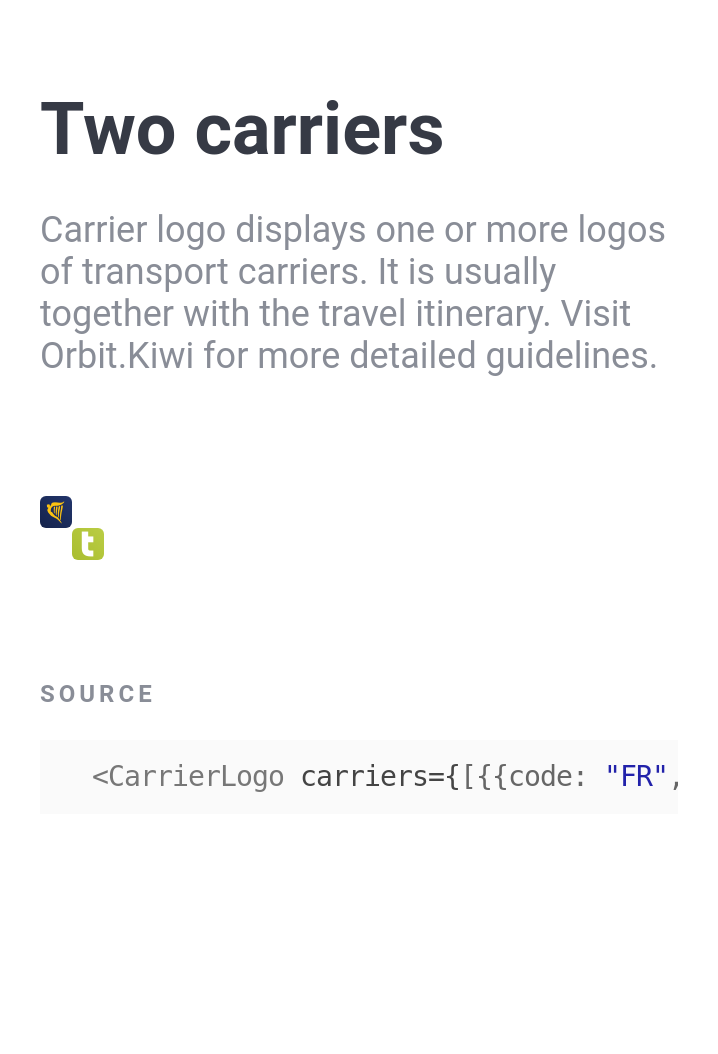 Two carriers
Carrier logo displays one or more logos
of transport carriers. It is usually
together with the travel itinerary. Visit
Orbit.Kiwi for more detailed guidelines.
t
SOURCE
<CarrierLogo carriers={[{{code: "FR",